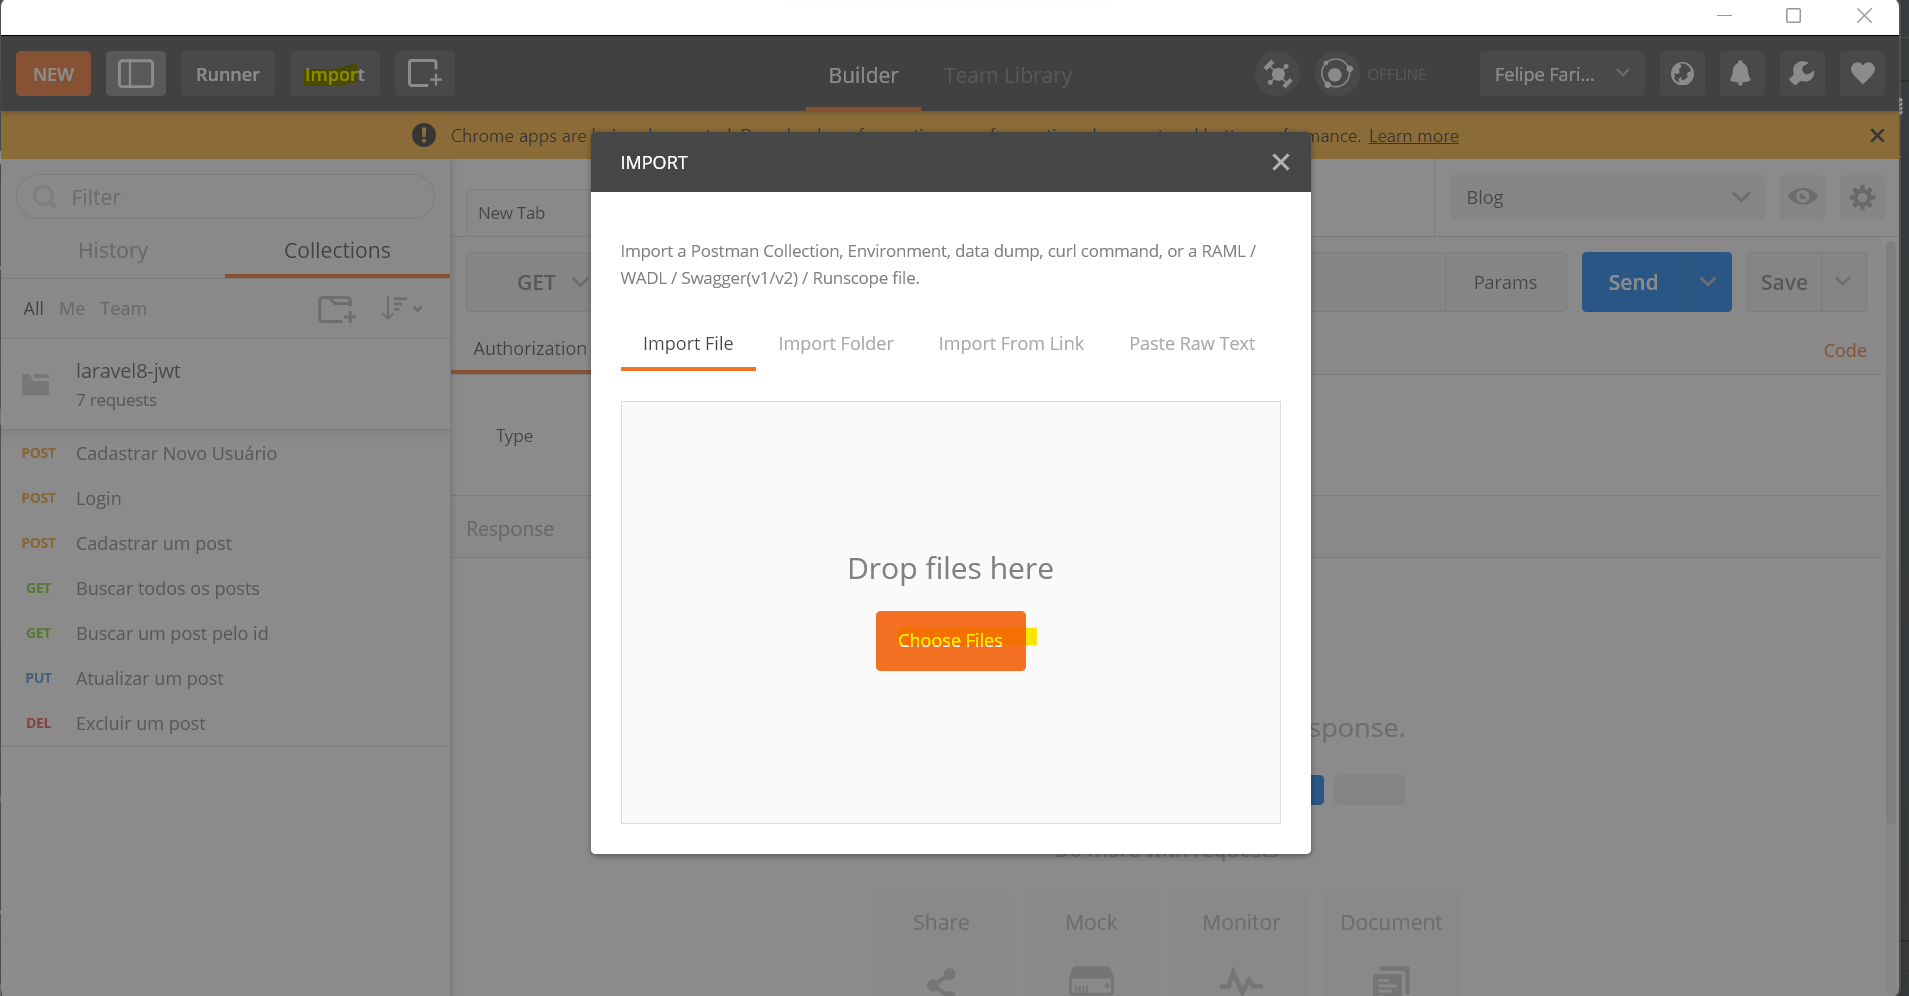 NEW
Runner
Import
Builder
Team Library
OFFLINE
Felipe Fari...
Chrome apps are
mance. Learn more
IMPORT
Filter
History
Collections
New Tab
Blog
Import a Postman Collection, Environment, data dump, curl command, or a RAML /
WADL / Swagger(v1/v2) / Runscope file.
GET
Params
Send
Save
All Me Team
Import File
Import Folder
Import From Link
Paste Raw Text
Authorization
Code
laravel8-jwt
7 requests
Type
POST Cadastrar Novo Usuário
POST Login
Response
POST Cadastrar um post
Drop files here
GET Buscar todos os posts
GET Buscar um post pelo id
Choose Files
PUT Atualizar um post
DEL Excluir um post
sponse.
Do more with requests
Share
Mock
Monitor
Document